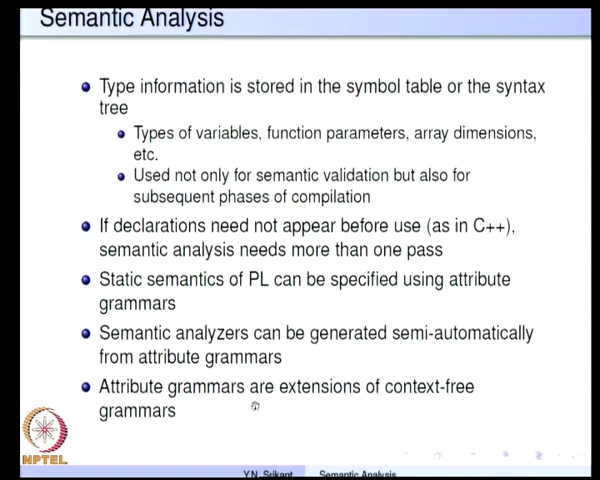 Semantic Analysis
Type information is stored in the symbol table or the syntax
tree
Types of variables, function parameters, array dimensions,
etc.
Used not only for semantic validation but also for
subsequent phases of compilation
If declarations need not appear before use (as in C++),
semantic analysis needs more than one pass
Static semantics of PL can be specified using attribute
grammars
Semantic analyzers can be generated semi-automatically
from attribute grammars
Attribute grammars are extensions of context-free
grammars
NPTEL
Y.N. Srikant Semantic Analysis